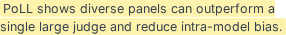 PoLL shows diverse panels can outperform a
single large judge and reduce intra-model bias.